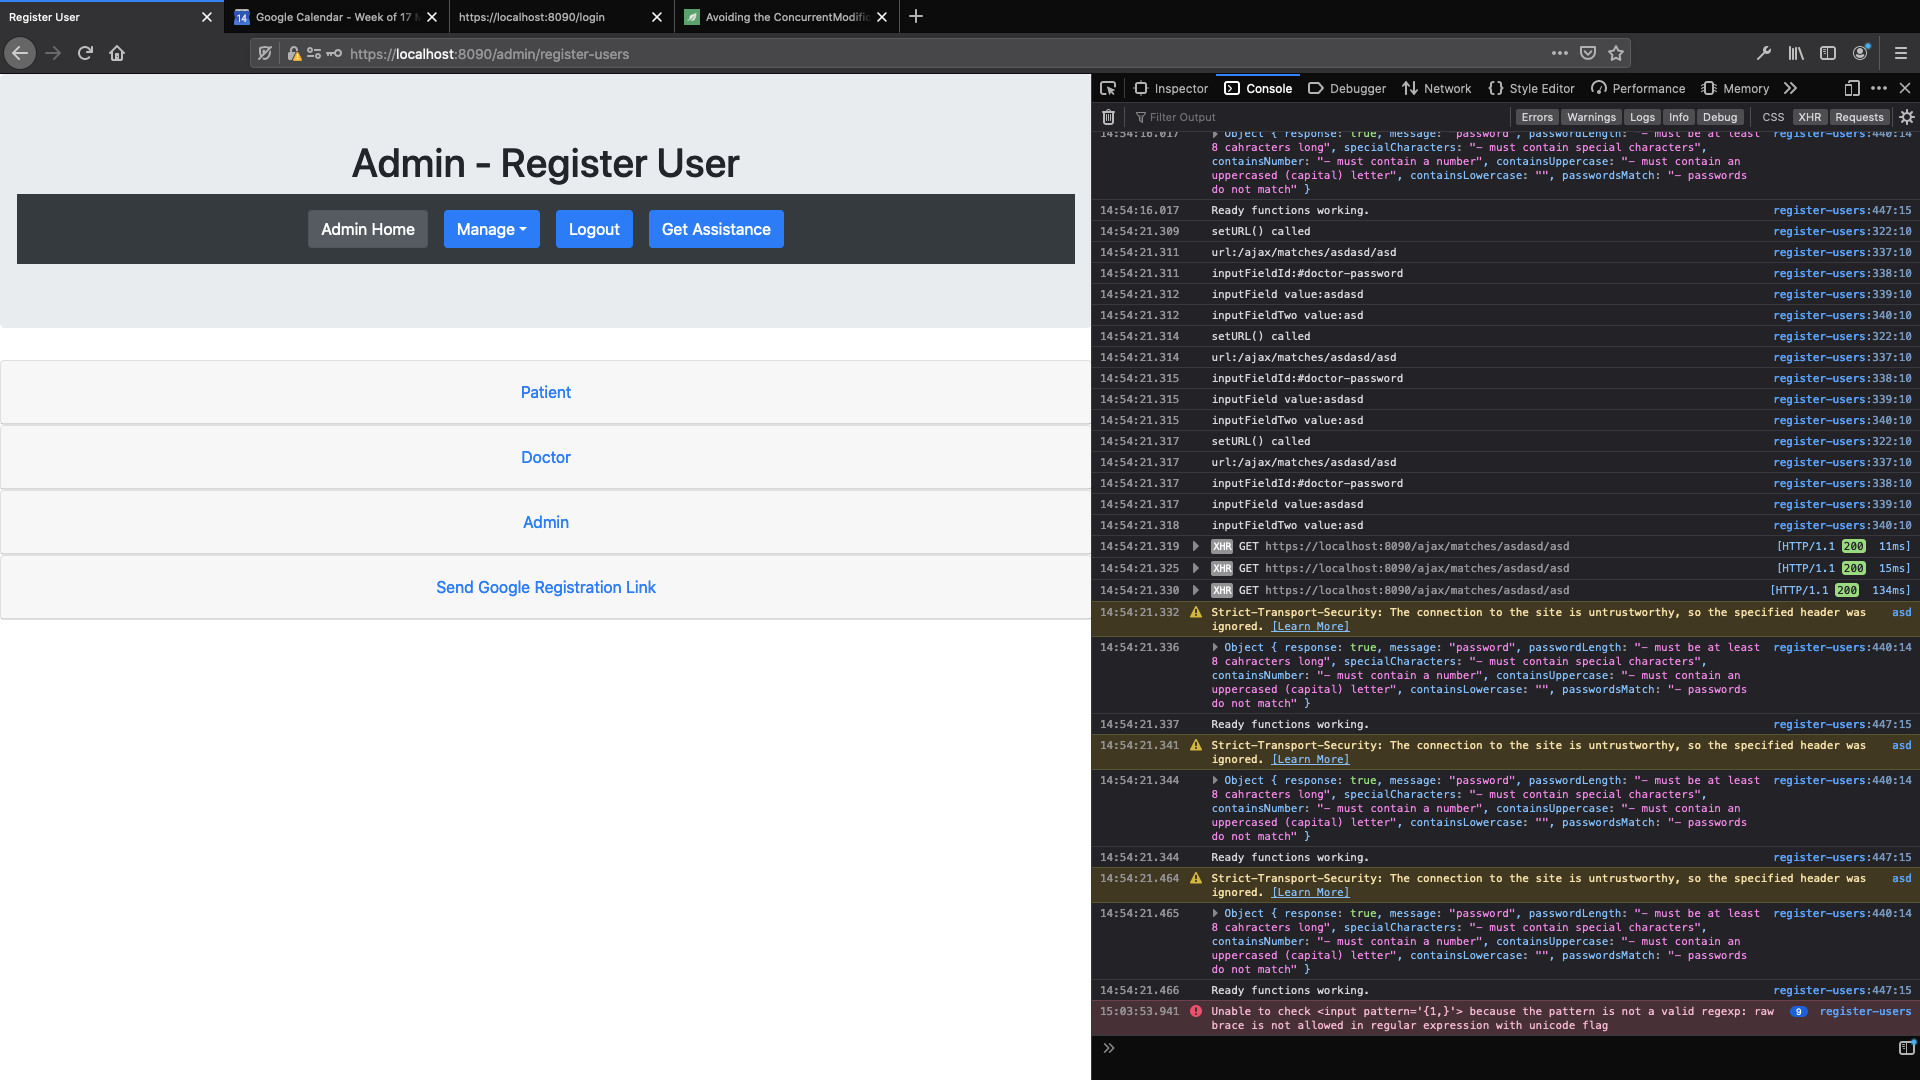 Register User
Google Calendar - Week of 17 M
https://localhost:8090/login
Avoiding the ConcurrentModific
https://localhost:8090/admin/register-users
Admin - Register User
Admin Home
Manage
Logout
Get Assistance
Patient
Doctor
Admin
Send Google Registration Link
Inspector
Console
Debugger
Network
Style Editor
Performance
Memory
Filter Output
Errors
Warnings
Logs
Info
Debug
CSS
XHR
Requests
14:54:16.017 Object { response: true, message: "password", passwordLength: "- must be at least register-users:440:14
8 cahracters long", specialCharacters: "- must contain special characters",
containsNumber: "- must contain a number", containsUppercase: "- must contain an
uppercased (capital) letter", containsLowercase: "", passwordsMatch: "- passwords
do not match" }
14:54:16.017 Ready functions working. register-users:447:15
14:54:21.309 setURL() called register-users:322:10
14:54:21.311 url:/ajax/matches/asdasd/asd register-users:337:10
14:54:21.311 inputFieldId:#doctor-password register-users:338:10
14:54:21.312 inputField value:asdasd register-users:339:10
14:54:21.312 inputFieldTwo value:asd register-users:340:10
14:54:21.314 setURL() called register-users:322:10
14:54:21.314 url:/ajax/matches/asdasd/asd register-users:337:10
14:54:21.315 inputFieldId:#doctor-password register-users:338:10
14:54:21.315 inputField value:asdasd register-users:339:10
14:54:21.315 inputFieldTwo value:asd register-users:340:10
14:54:21.317 setURL() called register-users:322:10
14:54:21.317 url:/ajax/matches/asdasd/asd register-users:337:10
14:54:21.317 inputFieldId:#doctor-password register-users:338:10
14:54:21.317 inputField value:asdasd register-users:339:10
14:54:21.318 inputFieldTwo value:asd register-users:340:10
14:54:21.319 XHR GET https://localhost:8090/ajax/matches/asdasd/asd [HTTP/1.1 200 11ms]
14:54:21.325 XHR GET https://localhost:8090/ajax/matches/asdasd/asd [HTTP/1.1 200 15ms]
14:54:21.330 XHR GET https://localhost:8090/ajax/matches/asdasd/asd [HTTP/1.1 200 134ms]
14:54:21.332 Strict-Transport-Security: The connection to the site is untrustworthy, so the specified header was asd
ignored. [Learn More]
14:54:21.336 Object { response: true, message: "password", passwordLength: "- must be at least register-users:440:14
8 cahracters long", specialCharacters: "- must contain special characters",
containsNumber: "- must contain a number", containsUppercase: "- must contain an
uppercased (capital) letter", containsLowercase: "", passwordsMatch: "- passwords
do not match" }
14:54:21.337 Ready functions working. register-users:447:15
14:54:21.341 Strict-Transport-Security: The connection to the site is untrustworthy, so the specified header was asd
ignored. [Learn More]
14:54:21.344 Object { response: true, message: "password", passwordLength: "- must be at least register-users:440:14
8 cahracters long", specialCharacters: "- must contain special characters",
containsNumber: "- must contain a number", containsUppercase: "- must contain an
uppercased (capital) letter", containsLowercase: "", passwordsMatch: "- passwords
do not match" }
14:54:21.344 Ready functions working. register-users:447:15
14:54:21.464 Strict-Transport-Security: The connection to the site is untrustworthy, so the specified header was asd
ignored. [Learn More]
14:54:21.465 Object { response: true, message: "password", passwordLength: "- must be at least register-users:440:14
8 cahracters long", specialCharacters: "- must contain special characters",
containsNumber: "- must contain a number", containsUppercase: "- must contain an
uppercased (capital) letter", containsLowercase: "", passwordsMatch: "- passwords
do not match" }
14:54:21.466 Ready functions working. register-users:447:15
15:03:53.941 Unable to check <input pattern='{1,}'> because the pattern is not a valid regexp: raw 9 register-users
brace is not allowed in regular expression with unicode flag